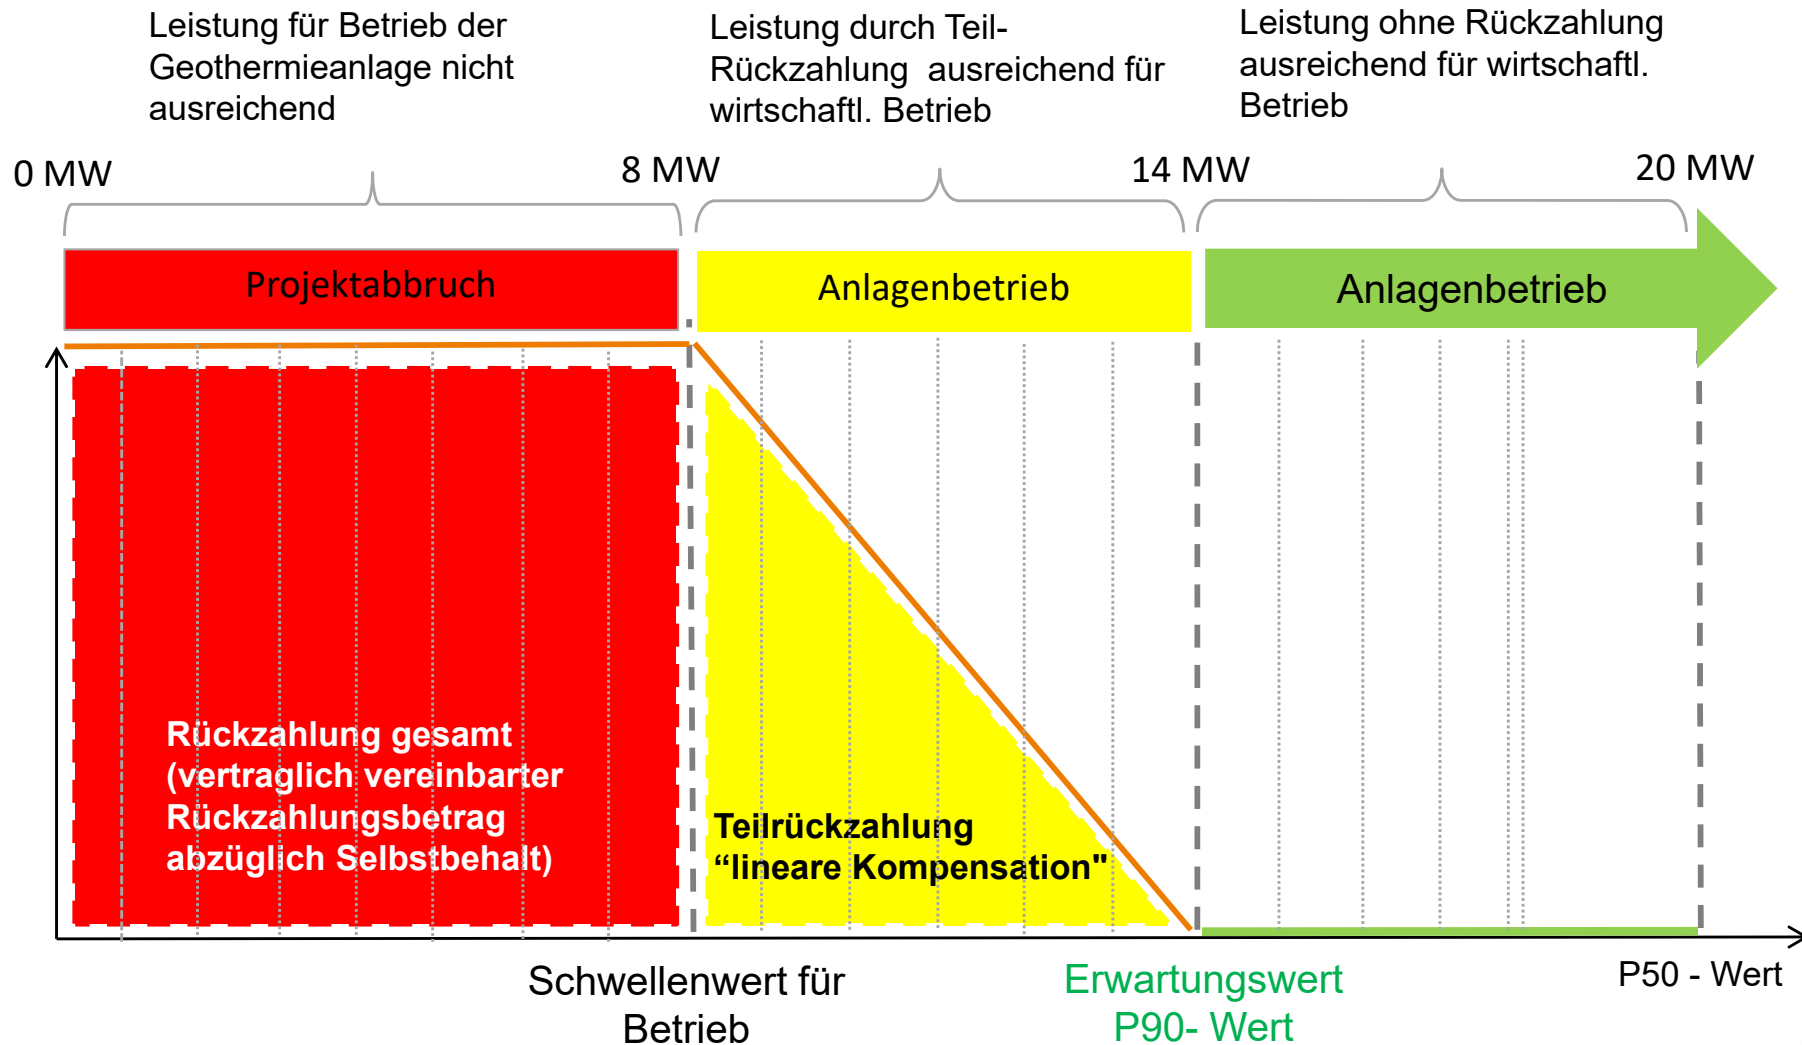 Leistung für Betrieb der
Geothermieanlage nicht
ausreichend
Leistung durch Teil-
Rückzahlung  ausreichend für
wirtschaftl. Betrieb
Leistung ohne Rückzahlung
ausreichend für wirtschaftl.
Betrieb
0 MW
8 MW
14 MW
20 MW
Projektabbruch
Anlagenbetrieb
Anlagenbetrieb
Rückzahlung gesamt
(vertraglich vereinbarter
Rückzahlungsbetrag
abzüglich Selbstbehalt)
Teilrückzahlung
“lineare Kompensation"
Schwellenwert für
Betrieb
Erwartungswert
P90- Wert
P50 - Wert